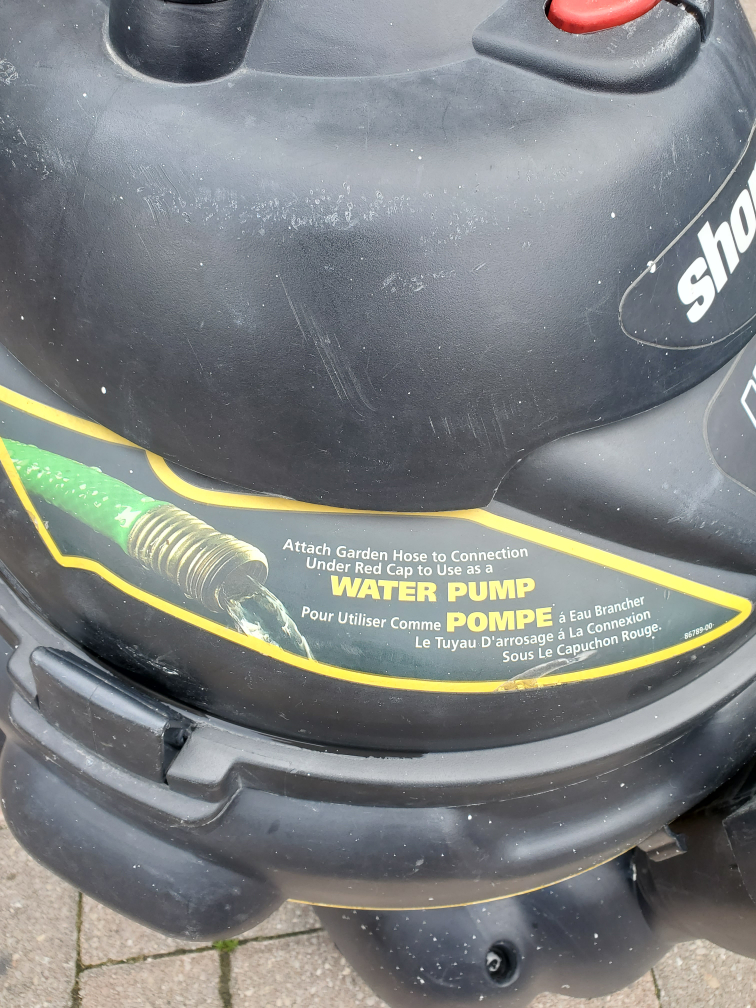 sho
Attach Garden Hose to Connection
Under Red Cap to Use as a
WATER PUMP
Pour Utiliser Comme POMPE á Eau Brancher
Le Tuyau D'arrosage á La Connexion
Sous Le Capuchon Rouge.
86789-00